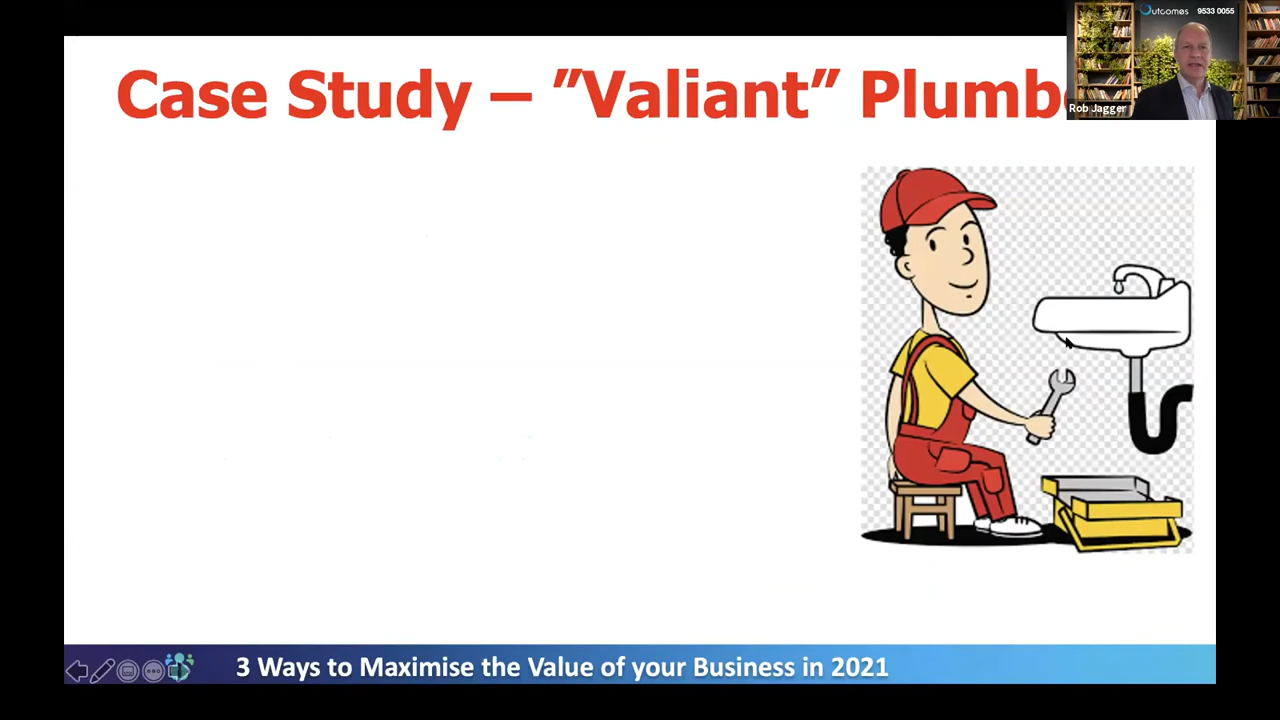 Case Study – ”Valiant” Plumb
Outcomes 9533 0055
Rob Jagger
3 Ways to Maximise the Value of your Business in 2021